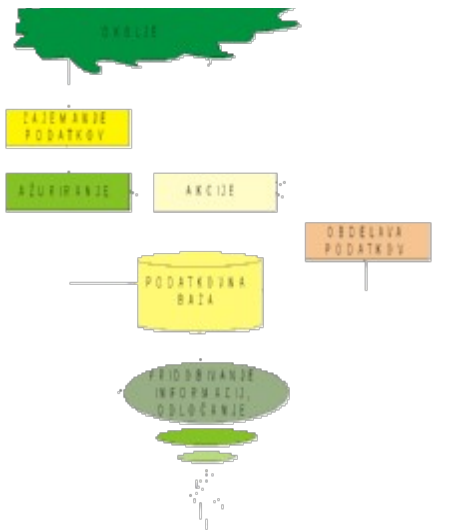 OKOLJE
ZAJEMANJE
PODATKOV
AŽURIRANJE
AKCIJE
OBDELAVA
PODATKOV
PODATKOVNA
BAZA
PRIDOBIVANJE
INFORMACIJ,
ODLOČANJE